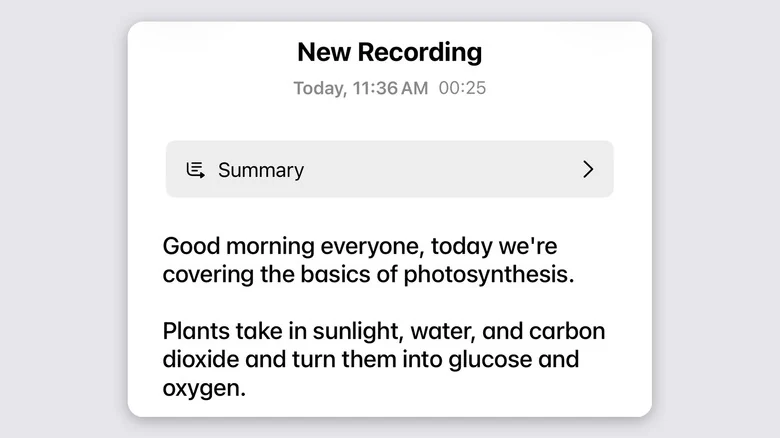 New Recording
Today, 11:36 AM 00:25
Summary
Good morning everyone, today we're
covering the basics of photosynthesis.
Plants take in sunlight, water, and carbon
dioxide and turn them into glucose and
oxygen.